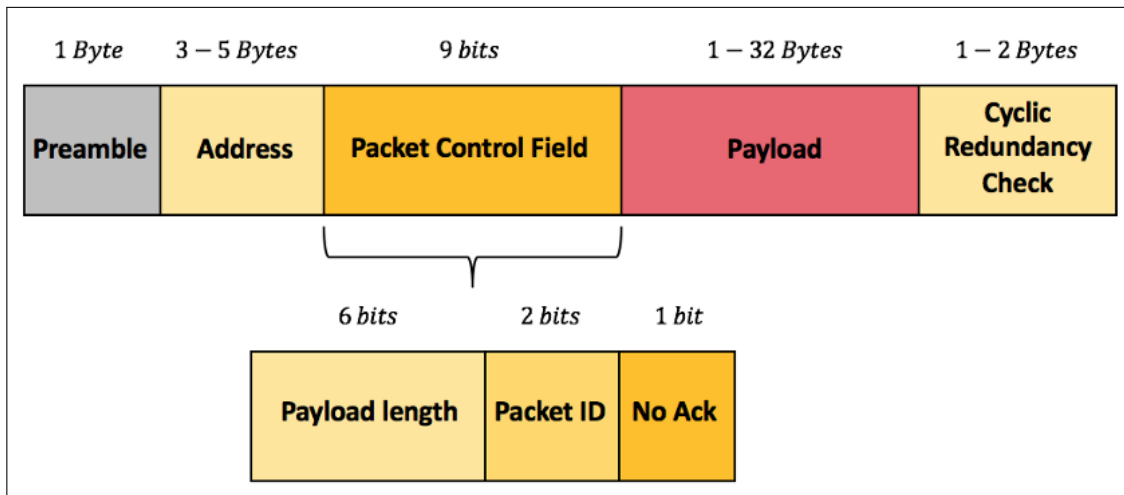 1 Byte
3 – 5 Bytes
9 bits
1 – 32 Bytes
1 – 2 Bytes
Preamble
Address
Packet Control Field
Payload
Cyclic
Redundancy
Check
6 bits
2 bits
1 bit
Payload length
Packet ID
No Ack